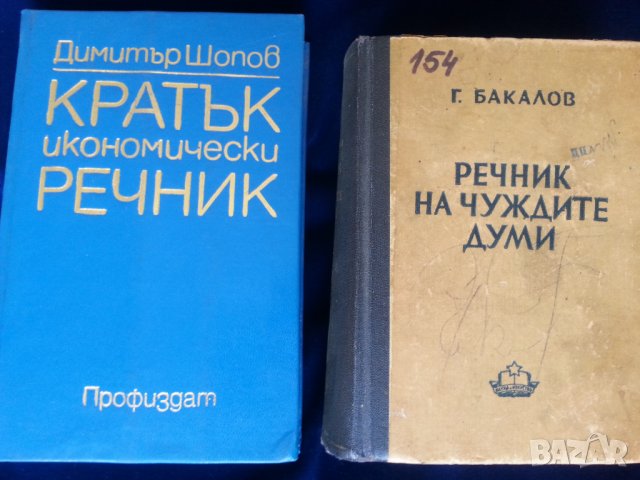 Димитър Шопов
КРАТЪК
икономически
РЕЧНИК
Профиздат
154
Г. БАКАЛОВ
РЕЧНИК
НА ЧУЖДИТЕ
ДУМИ
BAZAR